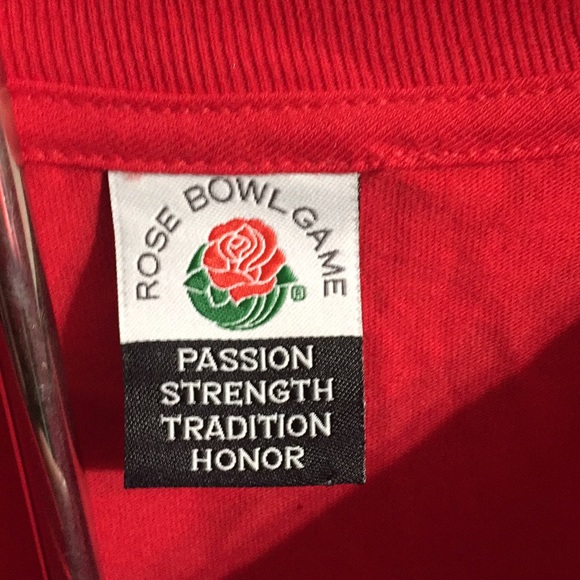 ROSE BOWL GAME
®
PASSION
STRENGTH
TRADITION
HONOR